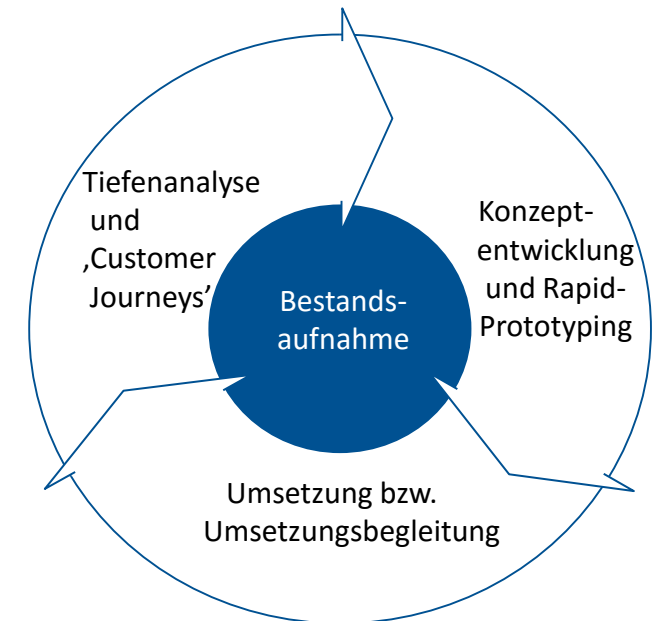 Tiefenanalyse
und
‚Customer
Journeys’
Konzept-
entwicklung
und Rapid-
Prototyping
Bestands-
aufnahme
Umsetzung bzw.
Umsetzungsbegleitung